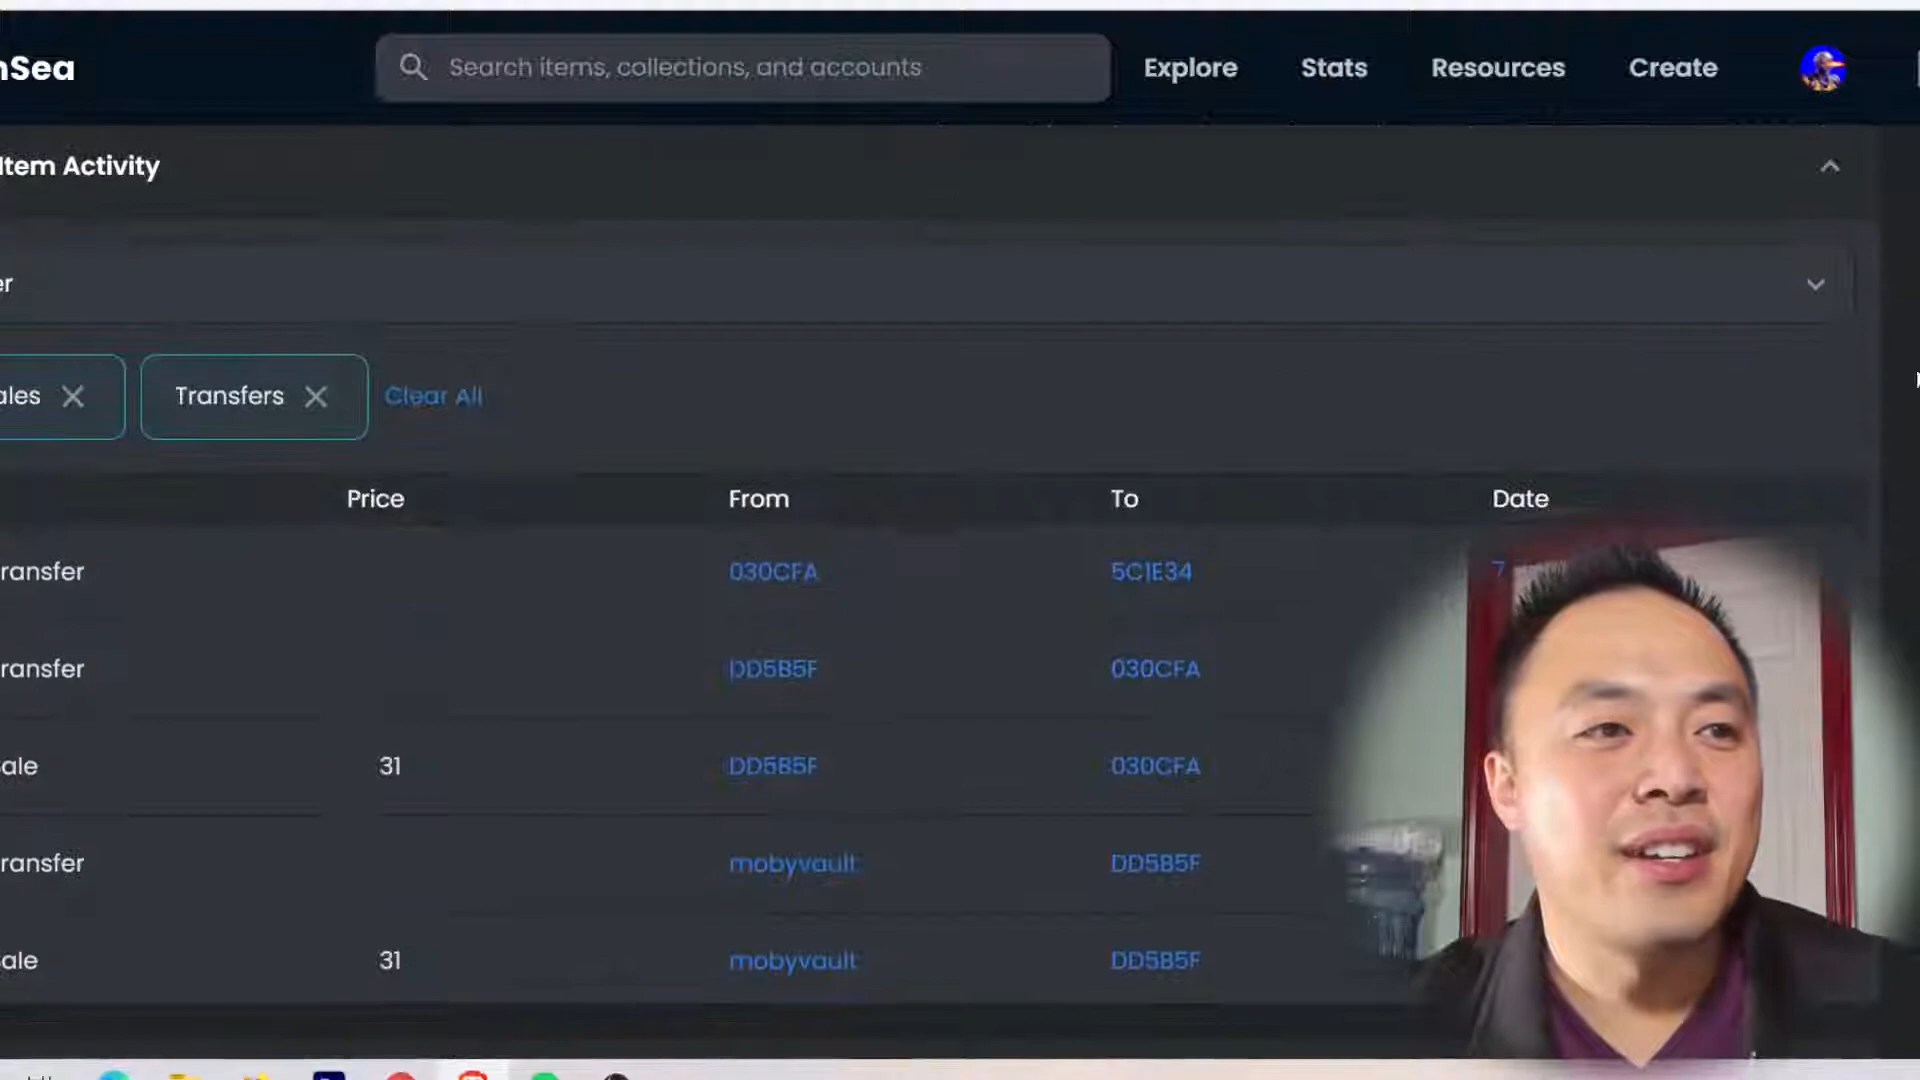 nSea
Search items, collections, and accounts
Explore
Stats
Resources
Create
Item Activity
er
ales
Transfers
Clear All
Price
From
To
Date
ransfer
030CFA
5C1E34
7
ransfer
DD5B5F
030CFA
ale
31
DD5B5F
030CFA
ransfer
mobyvault
DD5B5F
ale
31
mobyvault
DD5B5F